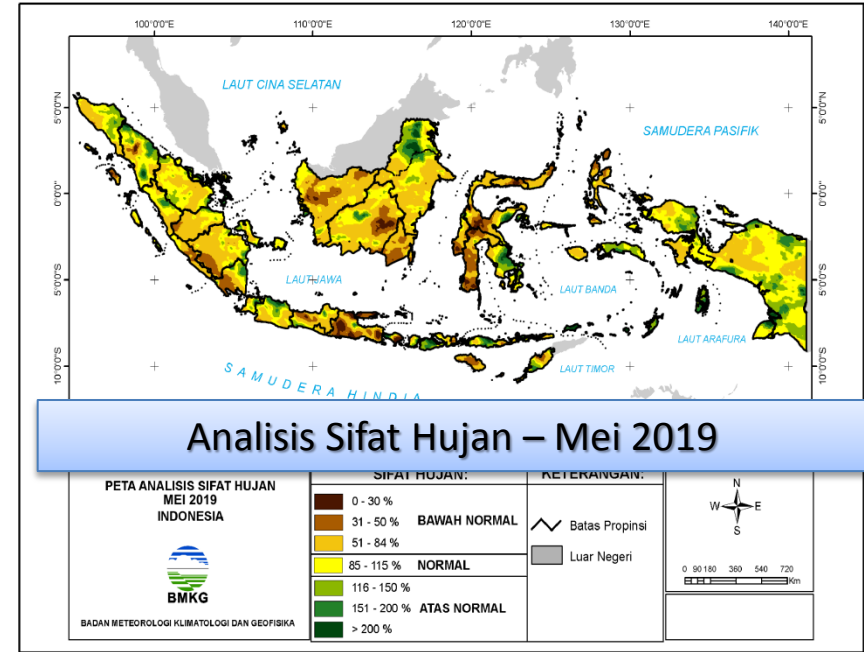 100°0'0"E 110°0'0"E 120°0'0"E 130°0'0"E 140°0'0"E
LAUT CINA SELATAN
SAMUDERA PASIFIK
5°0'0"N 5°0'0"N
0°0'0" 0°0'0"
5°0'0"S 5°0'0"S
10°0'0"S 10°0'0"S
LAUT JAWA
LAUT BANDA
LAUT ARAFURA
LAUT TIMOR
SAMUDERA HINDIA
Analisis Sifat Hujan – Mei 2019
PETA ANALISIS SIFAT HUJAN
MEI 2019
INDONESIA
BMKG
BADAN METEOROLOGI KLIMATOLOGI DAN GEOFISIKA
SIFAT HUJAN:
0 - 30 %
31 - 50 % BAWAH NORMAL
51 - 84 %
85 - 115 % NORMAL
116 - 150 %
151 - 200 % ATAS NORMAL
> 200 %
KETERANGAN:
Batas Propinsi
Luar Negeri
N
W E
S
0 90 180 360 540 720
Km